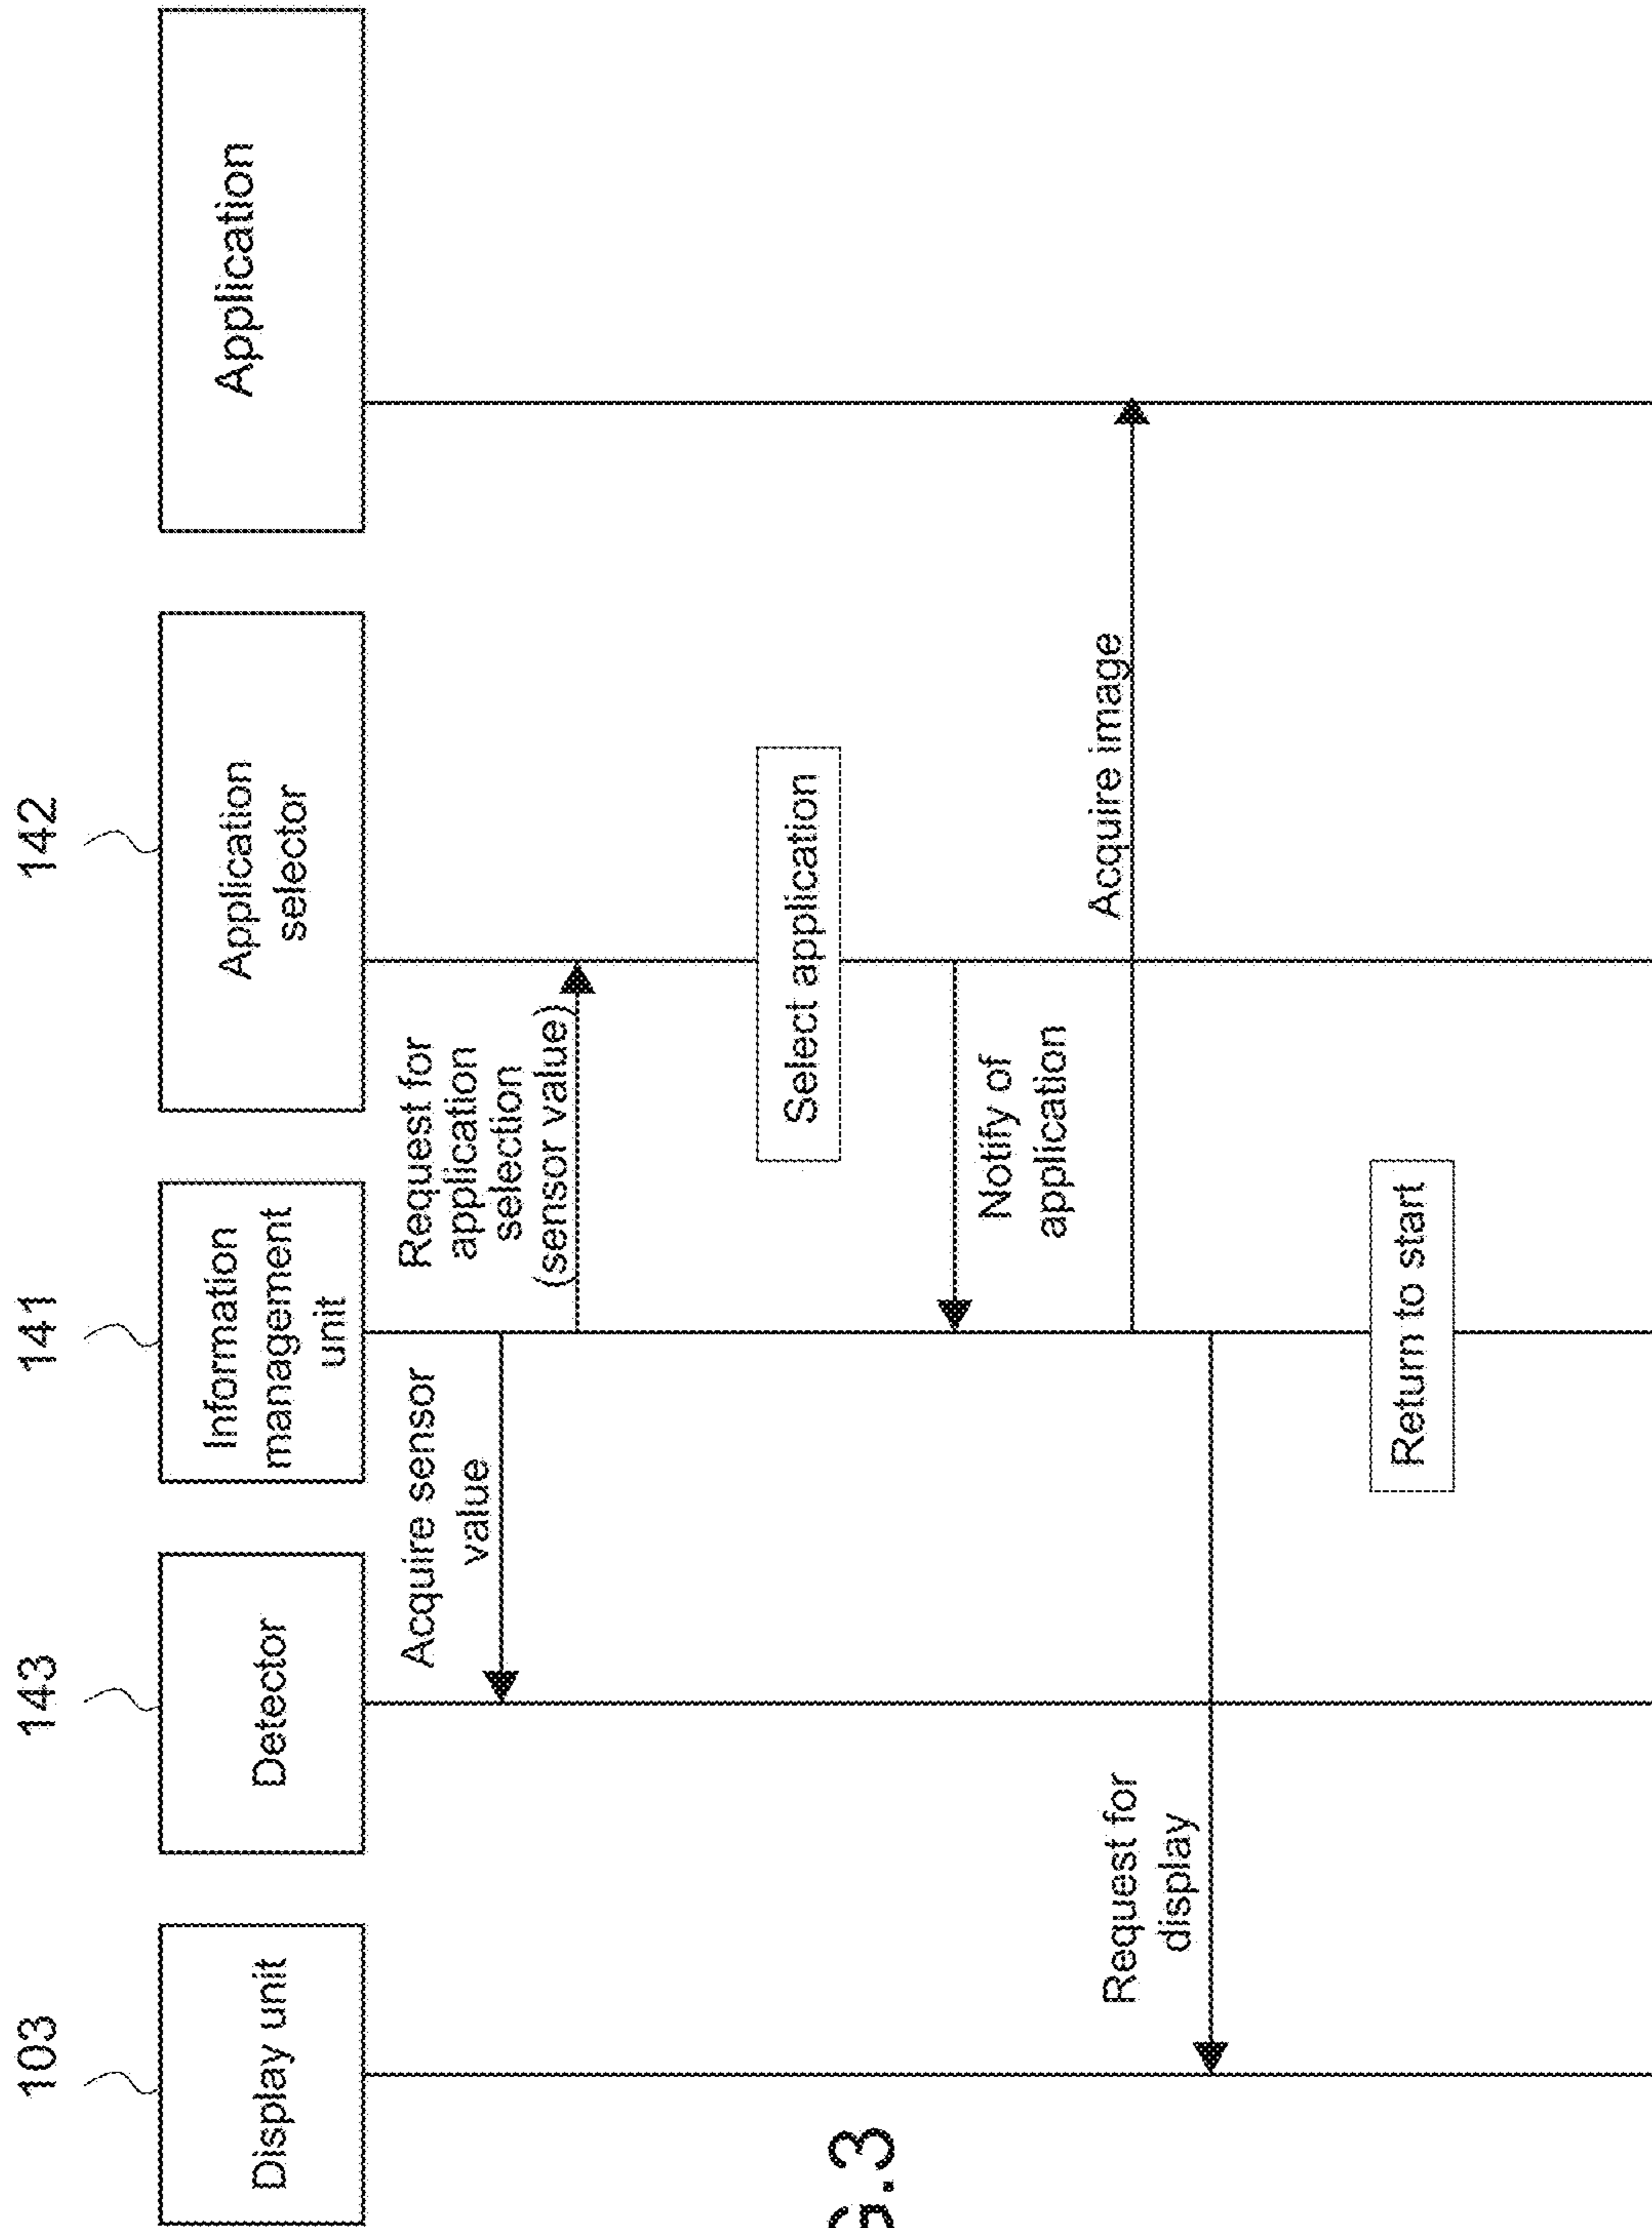 103
143
141
142
Display unit
Detector
Information
management
unit
Application
selector
Application
Acquire sensor
value
Request for
application
selection
(sensor value)
Select application
Notify of
application
Acquire image
Request for
display
Return to start
G.3